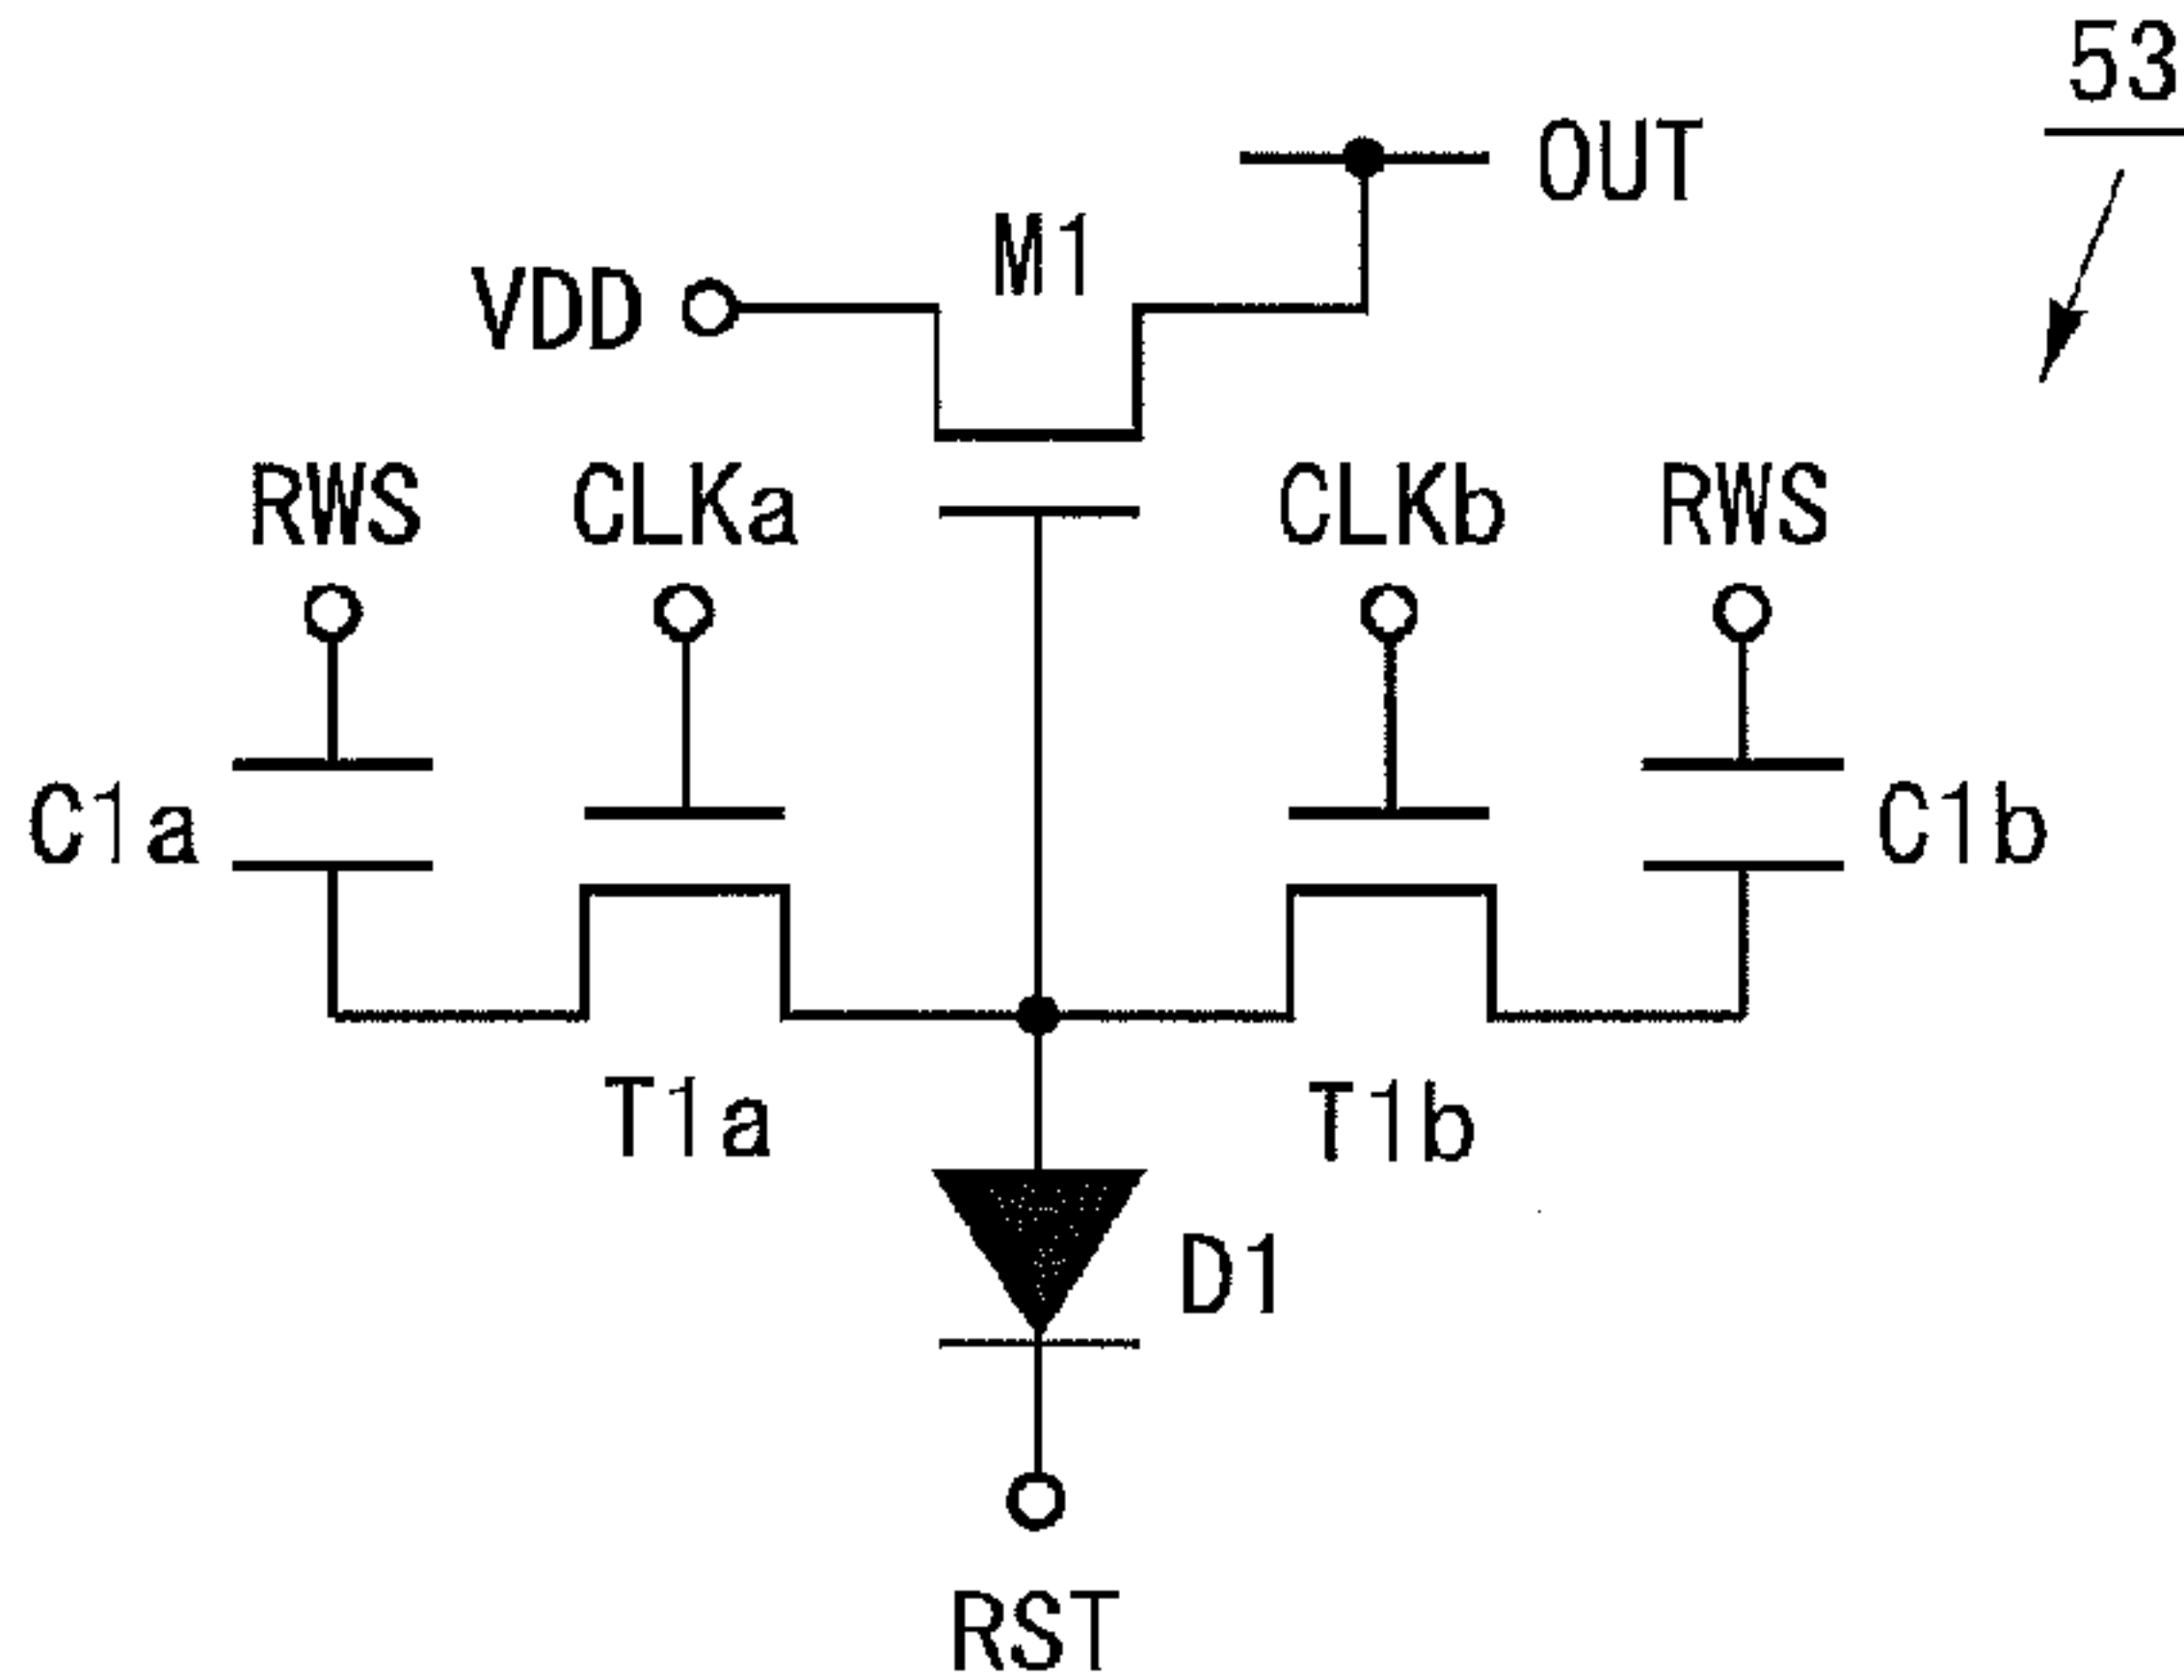 53
OUT
M1
VDD
RWS CLKa CLKb RWS
C1a C1b
T1a T1b
D1
RST